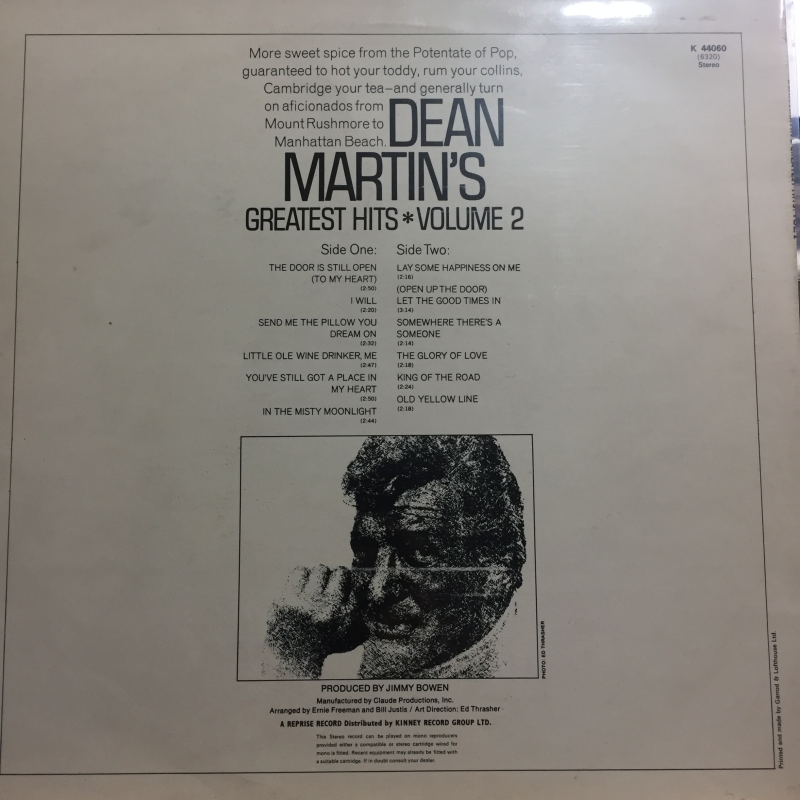 More sweet spice from the Potentate of Pop,
guaranteed to hot your toddy, rum your collins,
Cambridge your tea–and generally turn
on aficionados from
Mount Rushmore to
Manhattan Beach.
DEAN
MARTIN'S
GREATEST HITS*VOLUME 2
K 44060
(6320)
Stereo
Side One:
THE DOOR IS STILL OPEN
(TO MY HEART)
(2:50)
I WILL
(2:20)
SEND ME THE PILLOW YOU
DREAM ON
(2:32)
LITTLE OLE WINE DRINKER, ME
(2:47)
YOU'VE STILL GOT A PLACE IN
MY HEART
(2:50)
IN THE MISTY MOONLIGHT
(2:44)
Side Two:
LAY SOME HAPPINESS ON ME
(2:16)
(OPEN UP THE DOOR)
LET THE GOOD TIMES IN
(3:14)
SOMEWHERE THERE'S A
SOMEONE
(2:14)
THE GLORY OF LOVE
(2:18)
KING OF THE ROAD
(2:24)
OLD YELLOW LINE
(2:18)
PHOTO: ED THRASHER
PRODUCED BY JIMMY BOWEN
Manufactured by Claude Productions, Inc.
Arranged by Ernie Freeman and Bill Justis / Art Direction: Ed Thrasher
A REPRISE RECORD Distributed by KINNEY RECORD GROUP LTD.
This Stereo record can be played on mono reproducers
provided either a compatible or stereo cartridge wired for
mono is fitted. Recent equipment may already be fitted with
a suitable cartridge. If in doubt consult your dealer.
Printed and made by Garrod & Lofthouse Ltd.